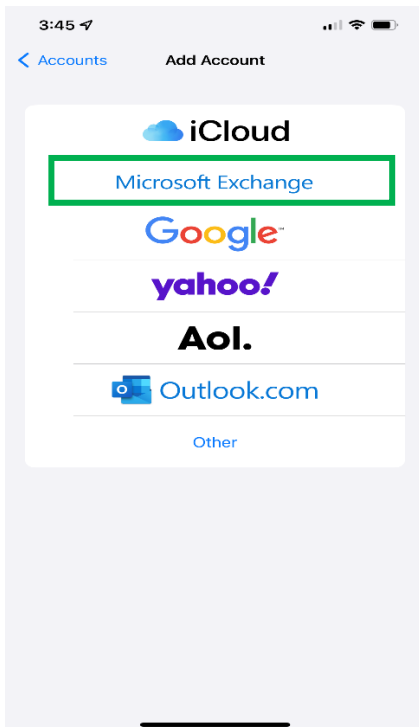 3:45
Accounts
Add Account
iCloud
Microsoft Exchange
Google
yahoo!
Aol.
Outlook.com
Other